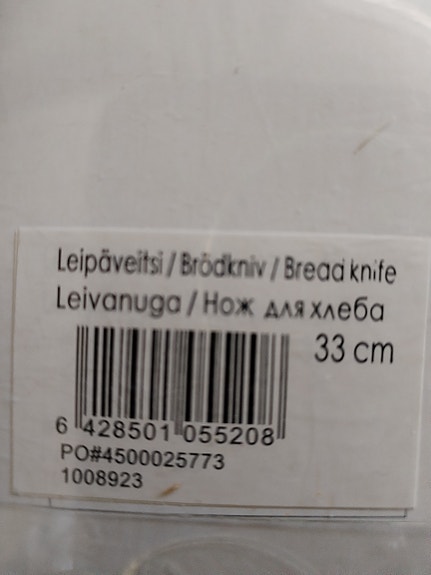 Leipäveitsi / Brödkniv / Bread knife
Leivanuga / Нож для хлеба
33 cm
6 428501 055208
PO#4500025773
1008923